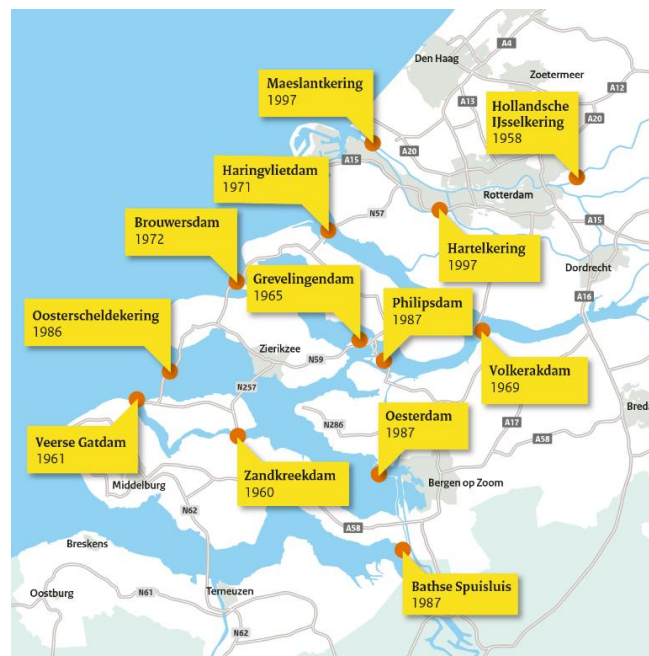 Den Haag
A4
Zoetermeer
A12
Maeslantkering
1997
A13
Hollandsche
IJsselkering
1958
A20
A20
A15
Haringvlietdam
1971
Rotterdam
N57
A15
Brouwersdam
1972
Hartelkering
1997
Dordrecht
Grevelingendam
1965
Philipsdam
1987
A16
Oosterscheldekering
1986
Zierikzee
N59
Volkerakdam
1969
N257
Veerse Gatdam
1961
Oesterdam
1987
N286
A17
A58
Breda
Zandkreekdam
1960
Middelburg
Bergen op Zoom
N62
A58
Breskens
Bathse Spuisluis
1987
Oostburg
N61
Terneuzen
N62